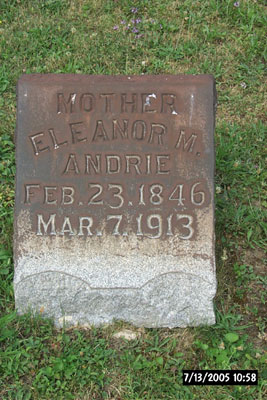 MOTHER
ELEANOR M.
ANDRIE
FEB. 23. 1846
MAR. 7. 1913
7/13/2005 10:58